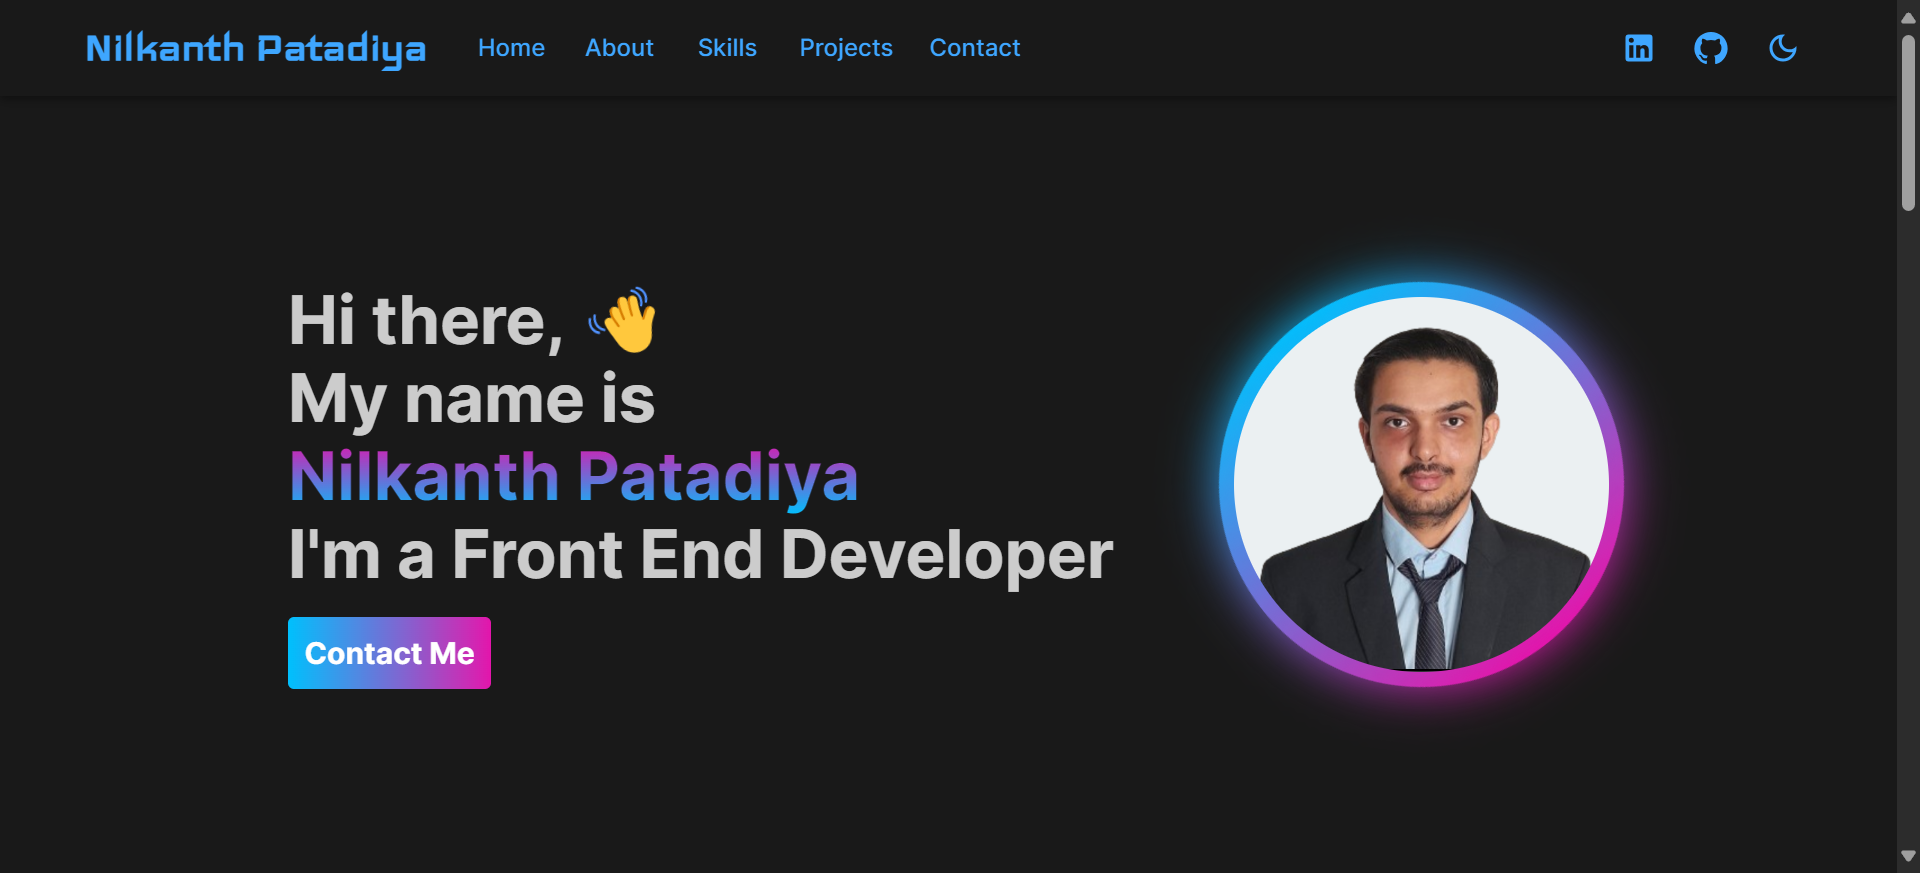 Nilkanth Patadiya
Home About Skills Projects Contact
Hi there, 👋
My name is
Nilkanth Patadiya
I'm a Front End Developer
Contact Me